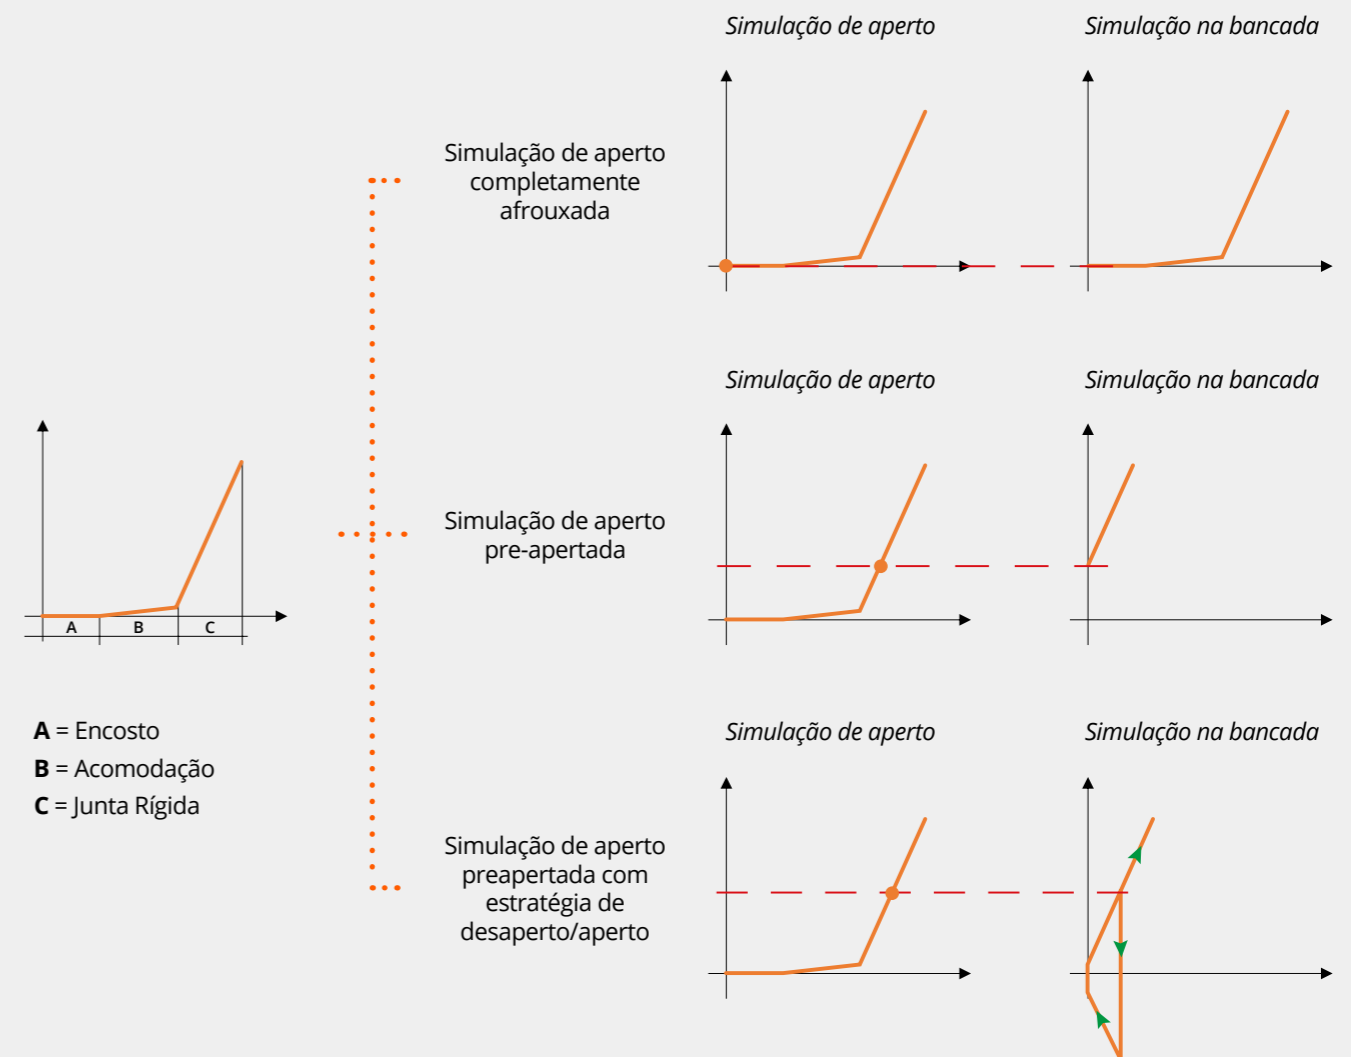 Simulação de aperto
Simulação na bancada
Simulação de aperto
completamente
afrouxada
Simulação de aperto
Simulação na bancada
Simulação de aperto
pre-apertada
A
B
C
A = Encosto
B = Acomodação
C = Junta Rígida
Simulação de aperto
Simulação na bancada
Simulação de aperto
preapertada com
estratégia de
desaperto/aperto